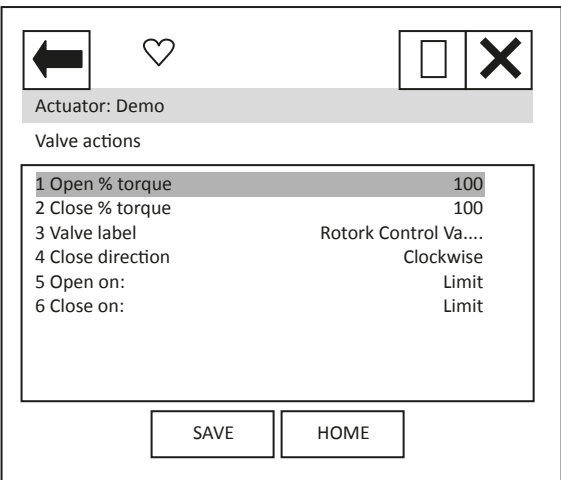 Actuator: Demo
Valve actions
1 Open % torque 100
2 Close % torque 100
3 Valve label Rotork Control Va....
4 Close direction Clockwise
5 Open on: Limit
6 Close on: Limit
SAVE HOME